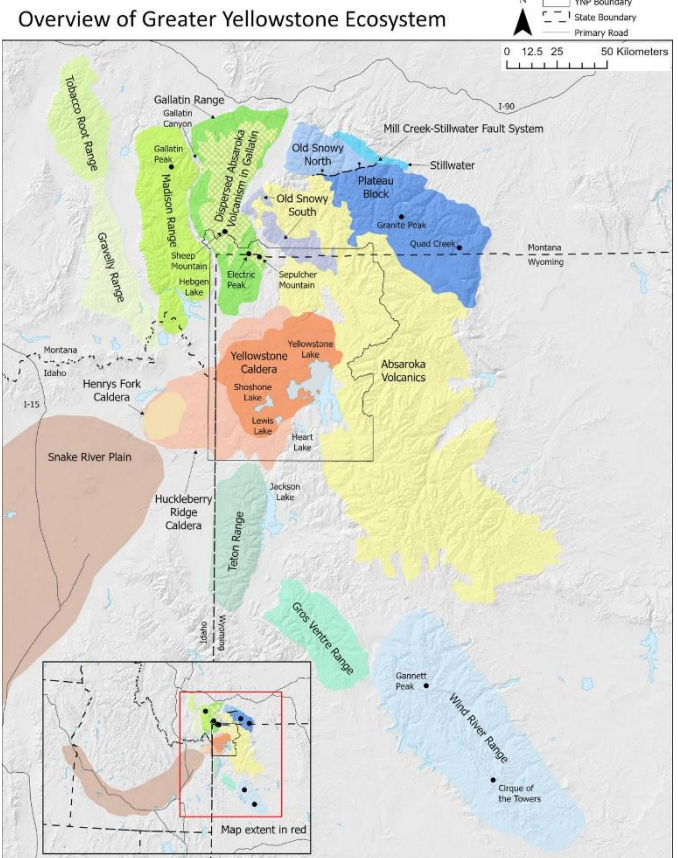 Overview of Greater Yellowstone Ecosystem
N
YNP Boundary
State Boundary
Primary Road
0 12.5 25 50 Kilometers
I-90
Tobacco Root Range
Gallatin Range
Gallatin
Canyon
Gallatin
Peak
Madison Range
Dispersed Absaroka
Volcanism in Gallatin
Old Snowy
North
Mill Creek-Stillwater Fault System
Stillwater
Plateau
Block
Old Snowy
South
Granite Peak
Quad Creek
Montana
Wyoming
Gravelly Range
Sheep
Mountain
Hebgen
Lake
Electric
Peak
Sepulcher
Mountain
Yellowstone
Lake
Yellowstone
Caldera
Absaroka
Volcanics
Montana
Idaho
Henrys Fork
Caldera
Shoshone
Lake
I-15
Lewis
Lake
Heart
Lake
Snake River Plain
Huckleberry
Ridge
Caldera
Jackson
Lake
Teton Range
Idaho
Wyoming
Gros Ventre Range
Gannett
Peak
Wind River Range
Cirque of
the Towers
Map extent in red